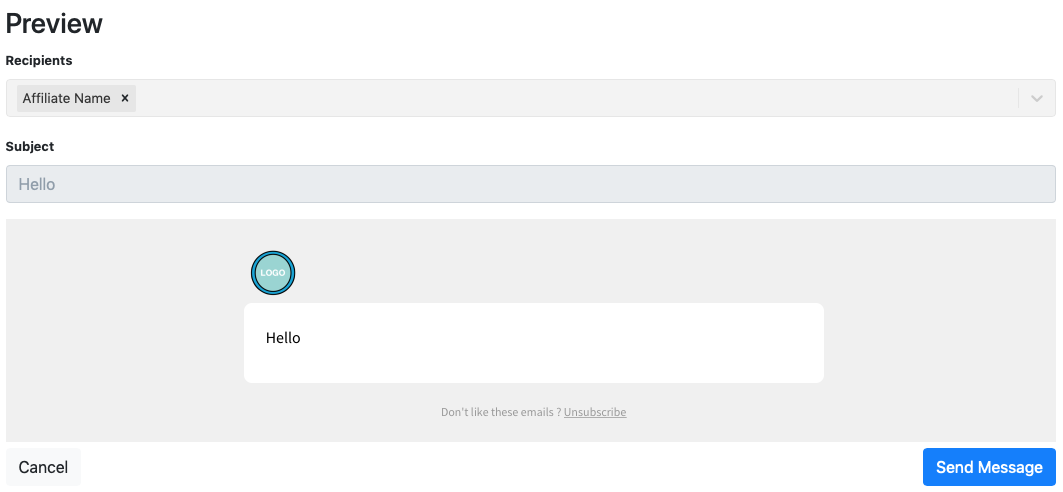 Preview
Recipients
Affiliate Name ×
Subject
Hello
LOGO
Hello
Don't like these emails ? Unsubscribe
Cancel
Send Message